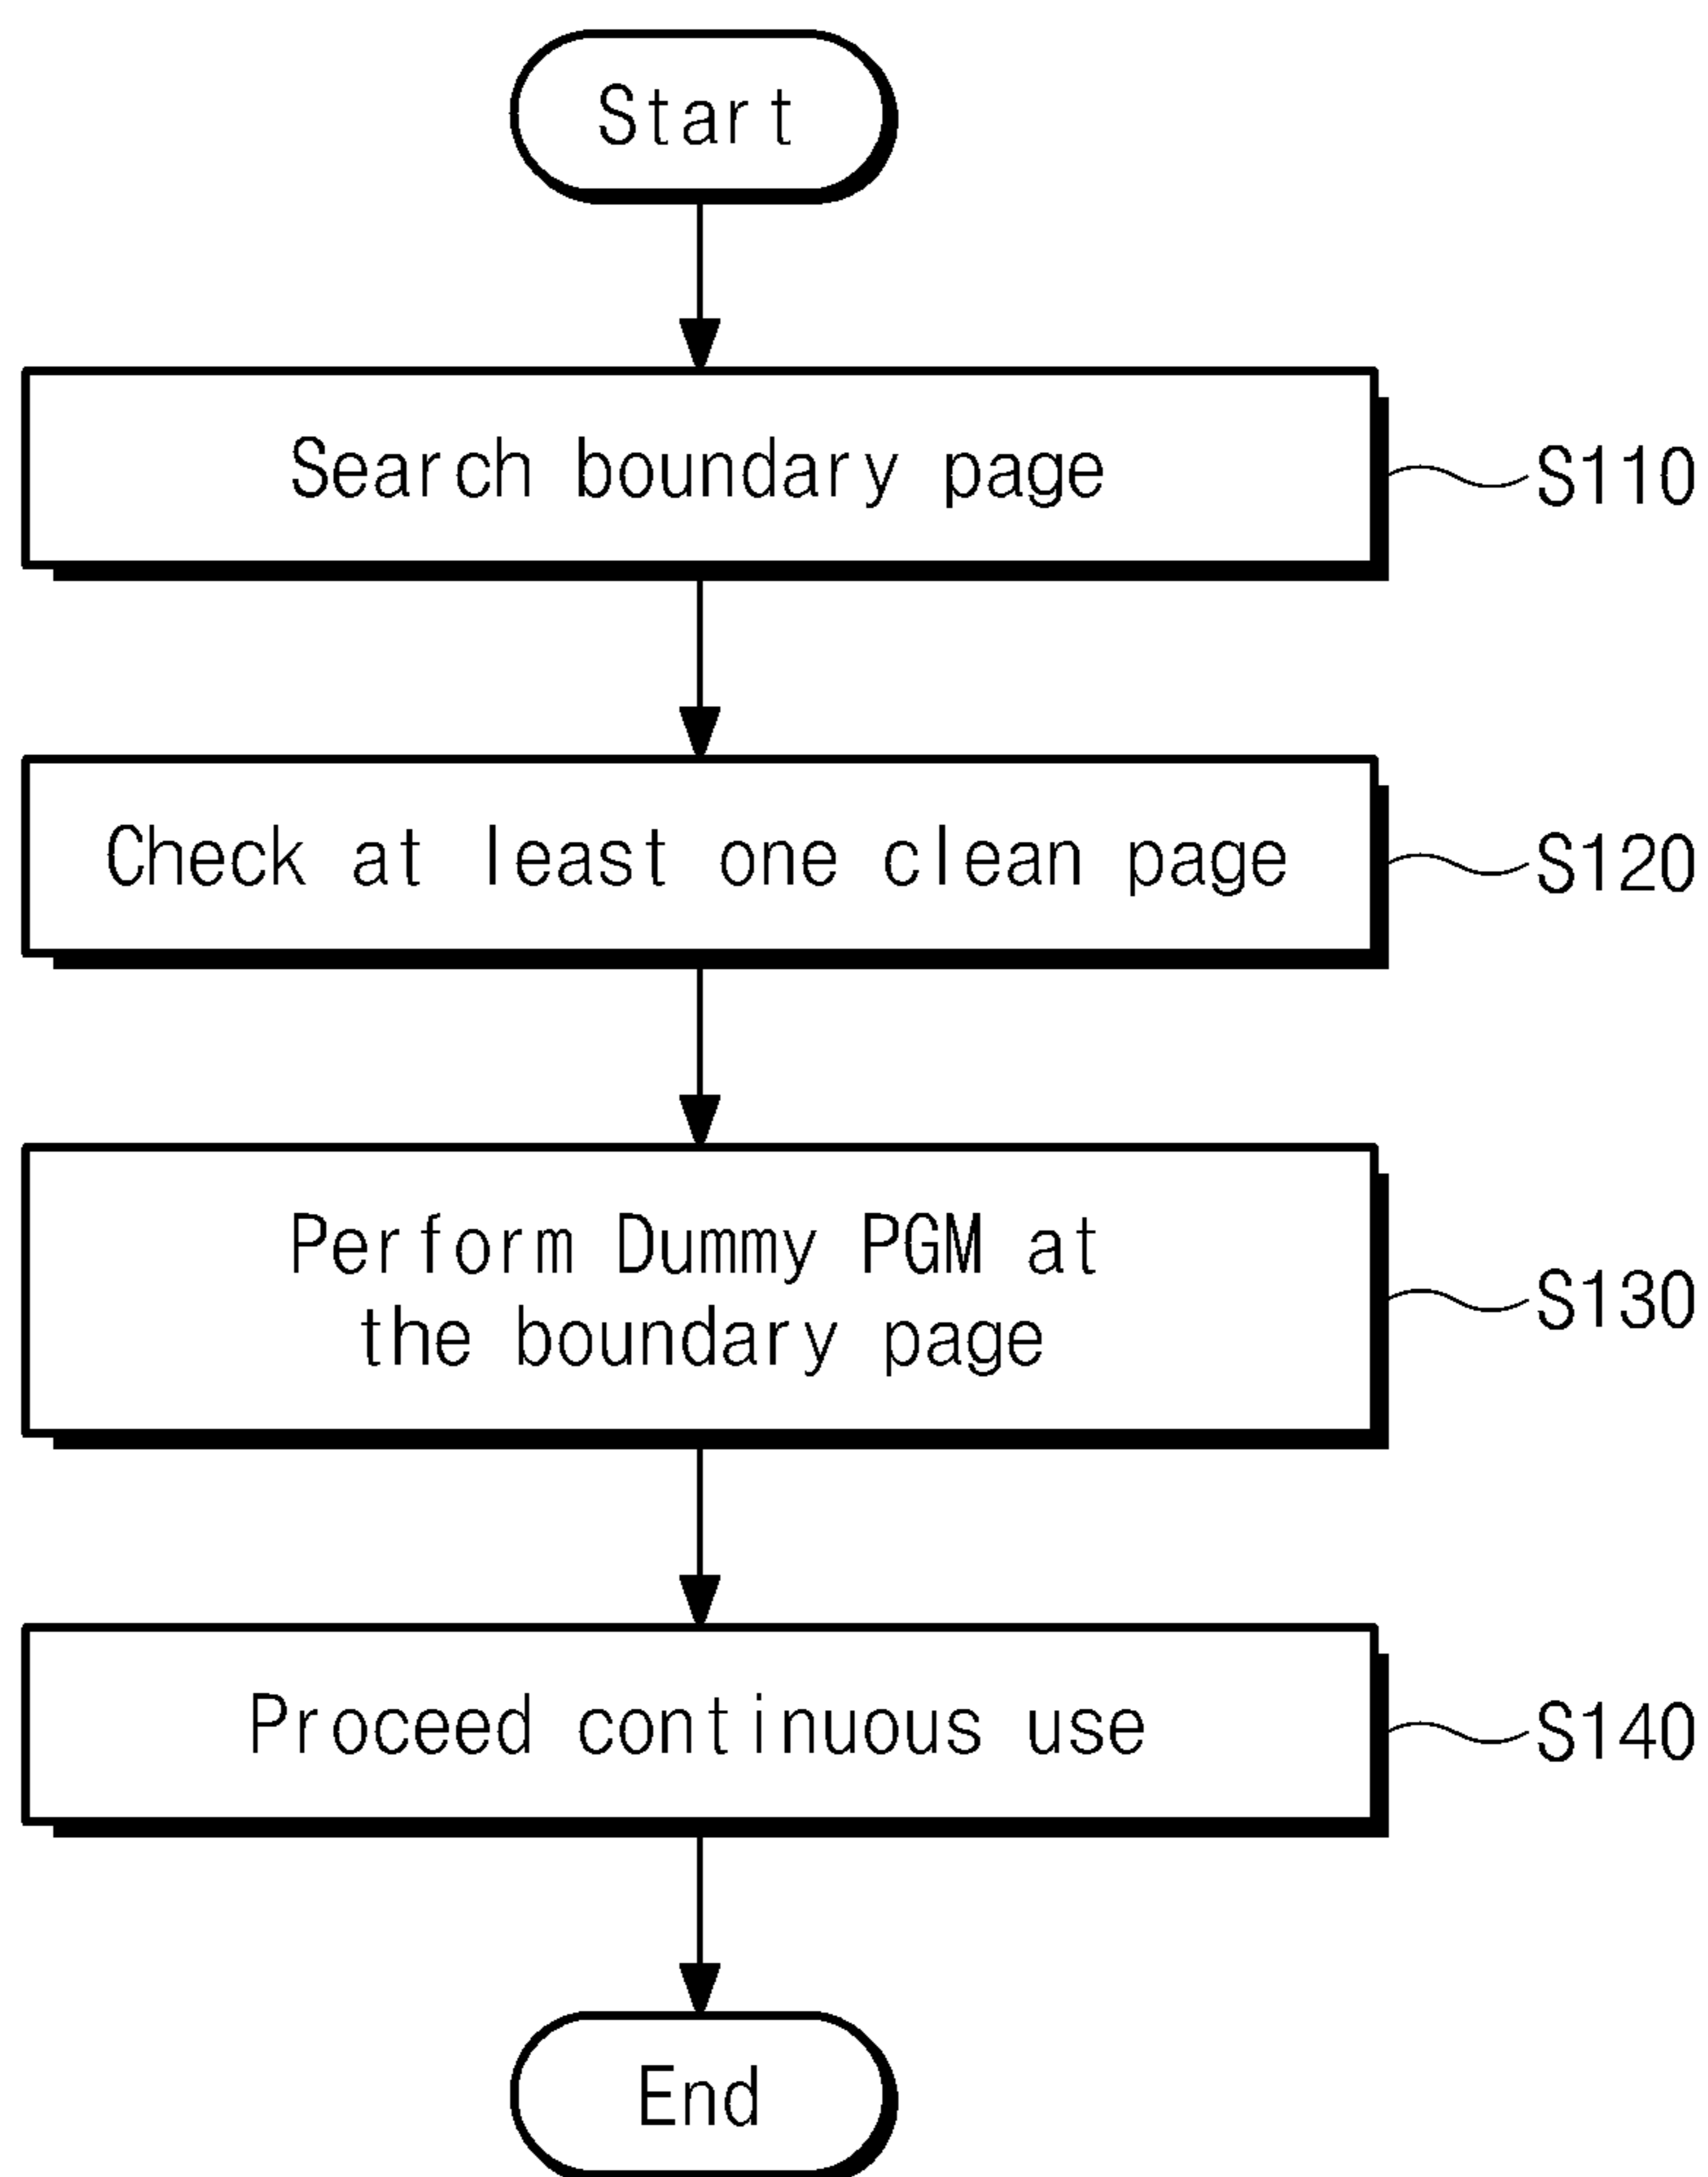 Start
Search boundary page
S110
Check at least one clean page
S120
Perform Dummy PGM at
the boundary page
S130
Proceed continuous use
S140
End